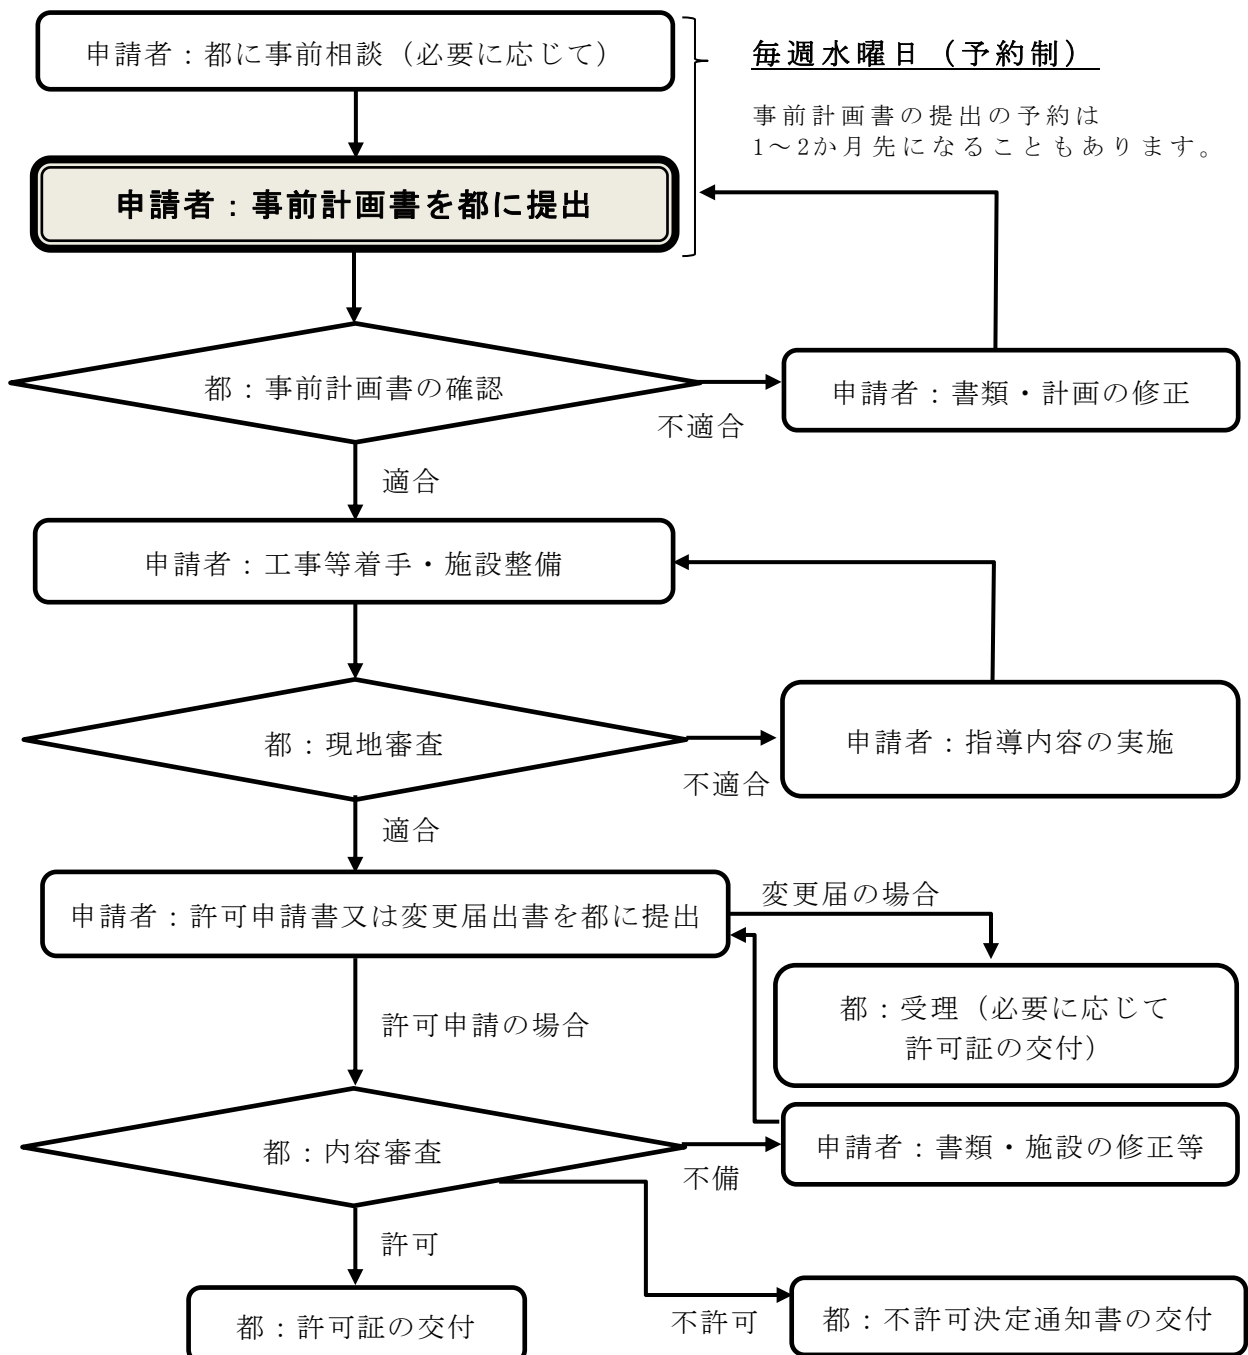 申請者：都に事前相談（必要に応じて）
毎週水曜日（予約制）
事前計画書の提出の予約は
1～2か月先になることもあります。
申請者：事前計画書を都に提出
都：事前計画書の確認
不適合
申請者：書類・計画の修正
適合
申請者：工事等着手・施設整備
都：現地審査
不適合
申請者：指導内容の実施
適合
申請者：許可申請書又は変更届出書を都に提出
変更届の場合
都：受理（必要に応じて
許可証の交付）
許可申請の場合
都：内容審査
不備
申請者：書類・施設の修正等
許可
都：許可証の交付
不許可
都：不許可決定通知書の交付